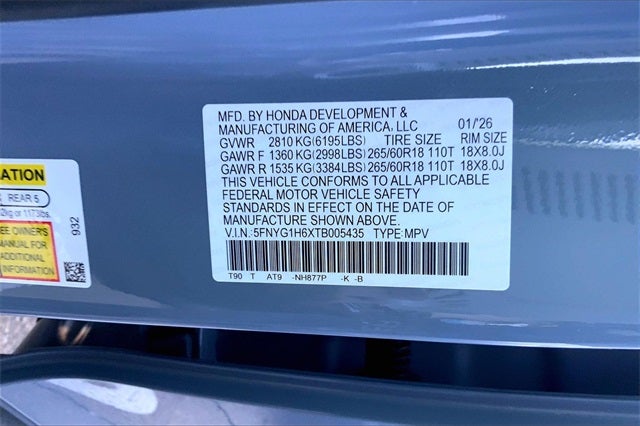 MFD. BY HONDA DEVELOPMENT &
MANUFACTURING OF AMERICA, LLC 01/'26
GVWR 2810 KG(6195LBS) TIRE SIZE RIM SIZE
GAWR F 1360 KG(2998LBS) 265/60R18 110T 18X8.0J
GAWR R 1535 KG(3384LBS) 265/60R18 110T 18X8.0J
THIS VEHICLE CONFORMS TO ALL APPLICABLE
FEDERAL MOTOR VEHICLE SAFETY
STANDARDS IN EFFECT ON THE DATE OF
MANUFACTURE SHOWN ABOVE.
V.I.N.:5FNYG1H6XTB005435 TYPE:MPV
T90 T AT9 -NH877P -K -B
REAR 5
or 1173lbs.
OWNER'S
MANUAL FOR
ADDITIONAL
932